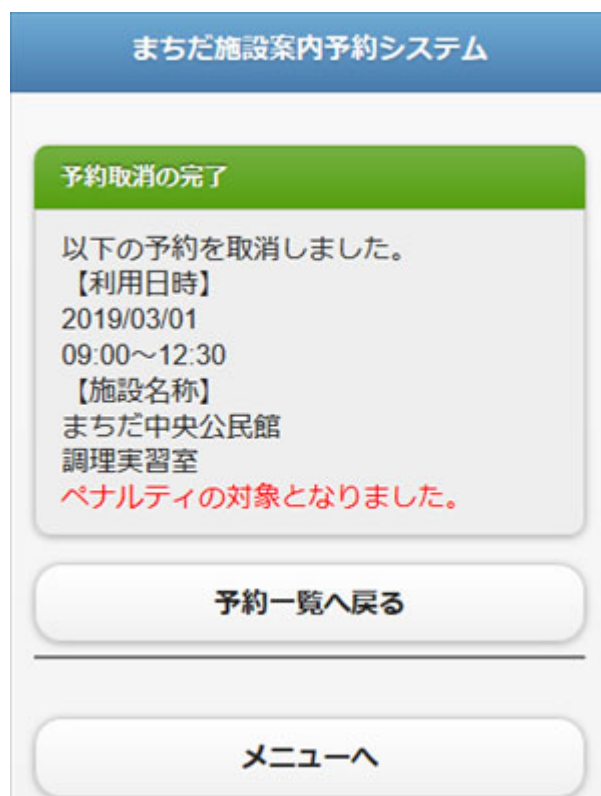 まちだ施設案内予約システム
予約取消の完了
以下の予約を取消しました。
【利用日時】
2019/03/01
09:00～12:30
【施設名称】
まちだ中央公民館
調理実習室
ペナルティの対象となりました。
予約一覧へ戻る
メニューへ